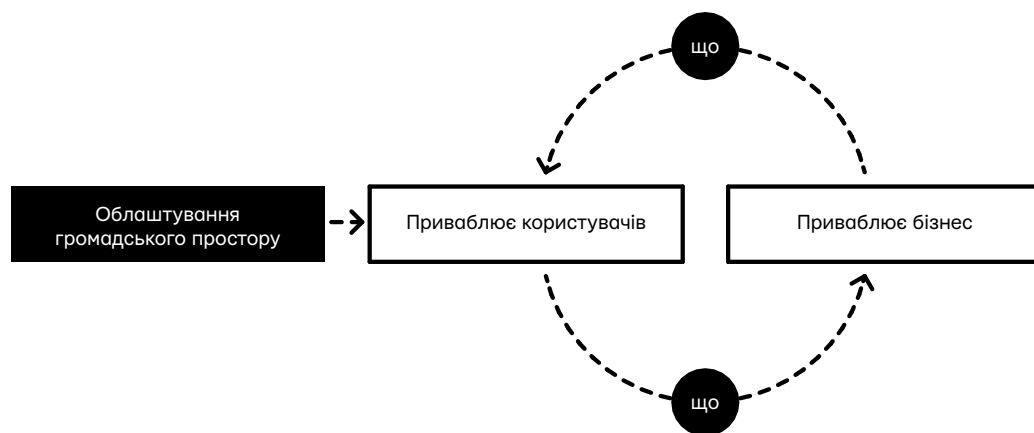 що
Облаштування
громадського простору
Приваблює користувачів
Приваблює бізнес
що